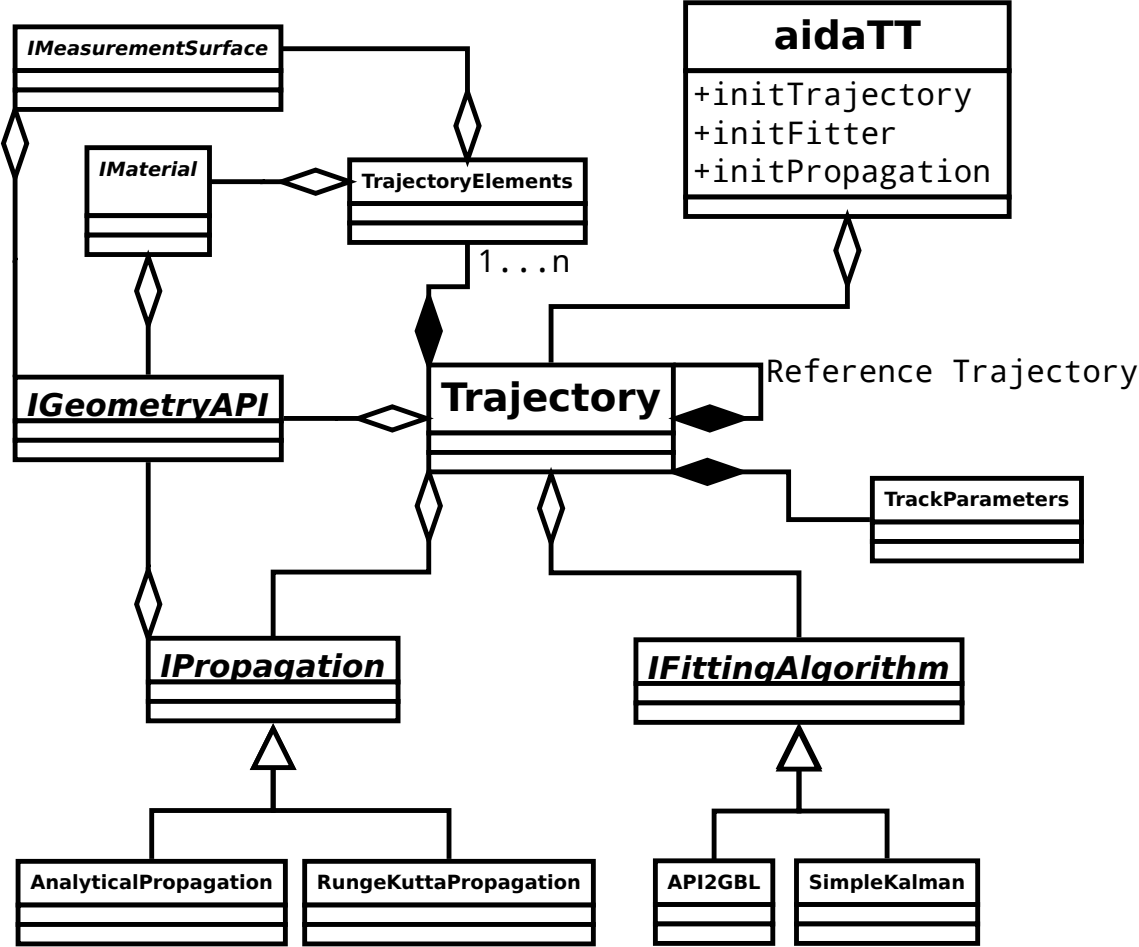 IMeasurementSurface
aidaTT
+initTrajectory
+initFitter
+initPropagation
IMaterial
TrajectoryElements
1...n
Reference Trajectory
IGeometryAPI
Trajectory
TrackParameters
IPropagation
IFittingAlgorithm
AnalyticalPropagation
RungeKuttaPropagation
API2GBL
SimpleKalman